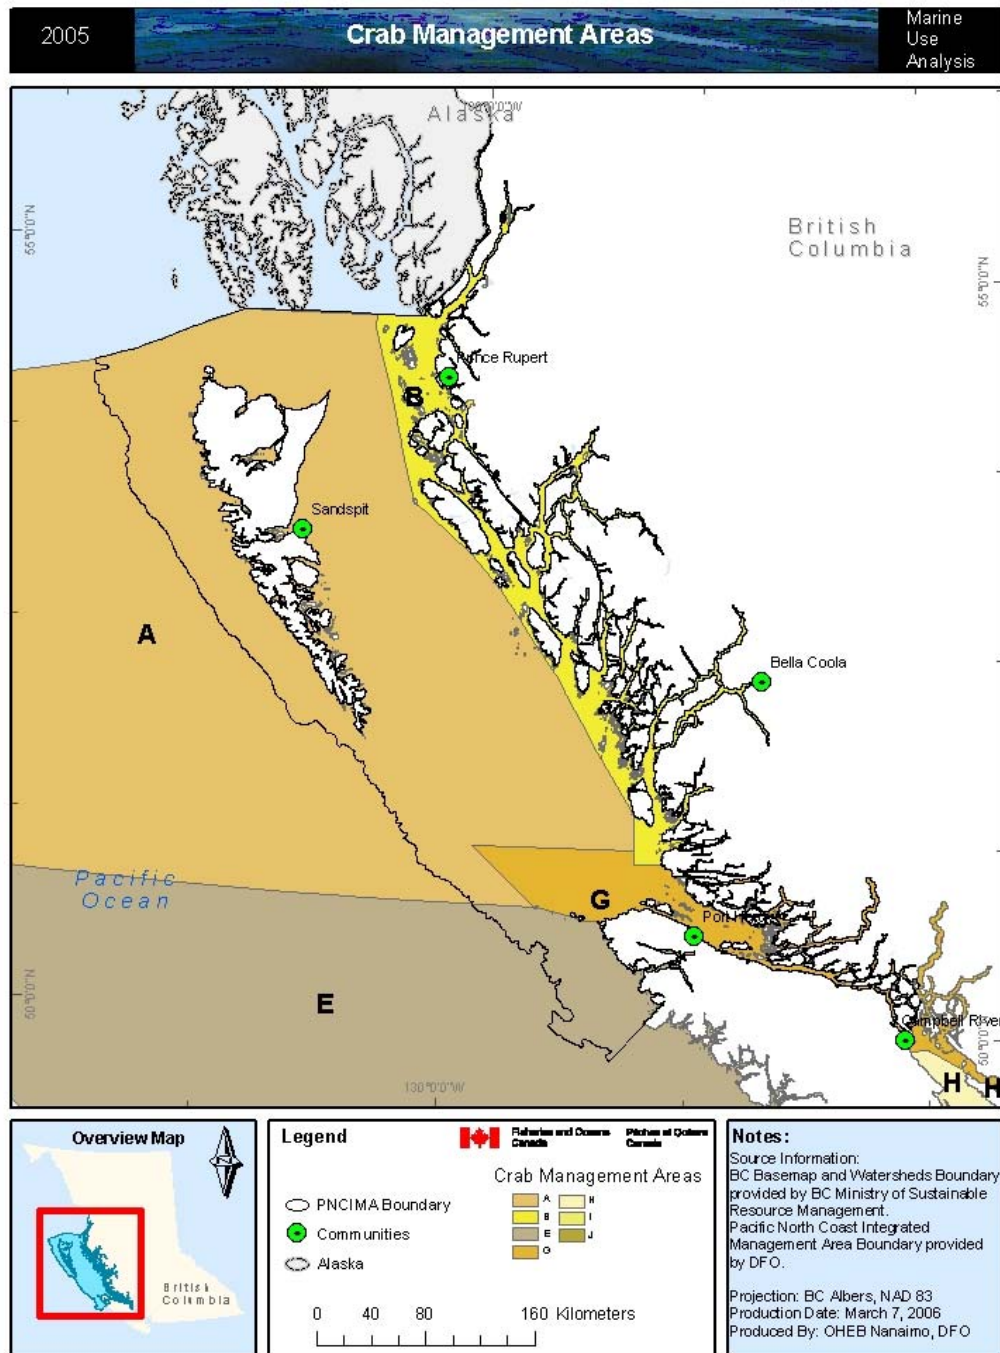 2005
Crab Management Areas
Marine
Use
Analysis
Alaska
British
Columbia
55°0'0"N
55°0'0"N
Prince Rupert
B
Sandspit
A
Bella Coola
Pacific
Ocean
G
E
50°0'0"N
Campbell River
130°0'0"W
H
H
Overview Map
British
Columbia
Legend
Fisheries and Oceans
Canada
Pêches et Océans
Canada
PNCIMA Boundary
Communities
Alaska
Crab Management Areas
A
B
E
G
H
I
J
0 40 80 160 Kilometers
Notes:
Source Information:
BC Basemap and Watersheds Boundary
provided by BC Ministry of Sustainable
Resource Management.
Pacific North Coast Integrated
Management Area Boundary provided
by DFO.
Projection: BC Albers, NAD 83
Production Date: March 7, 2006
Produced By: OHEB Nanaimo, DFO